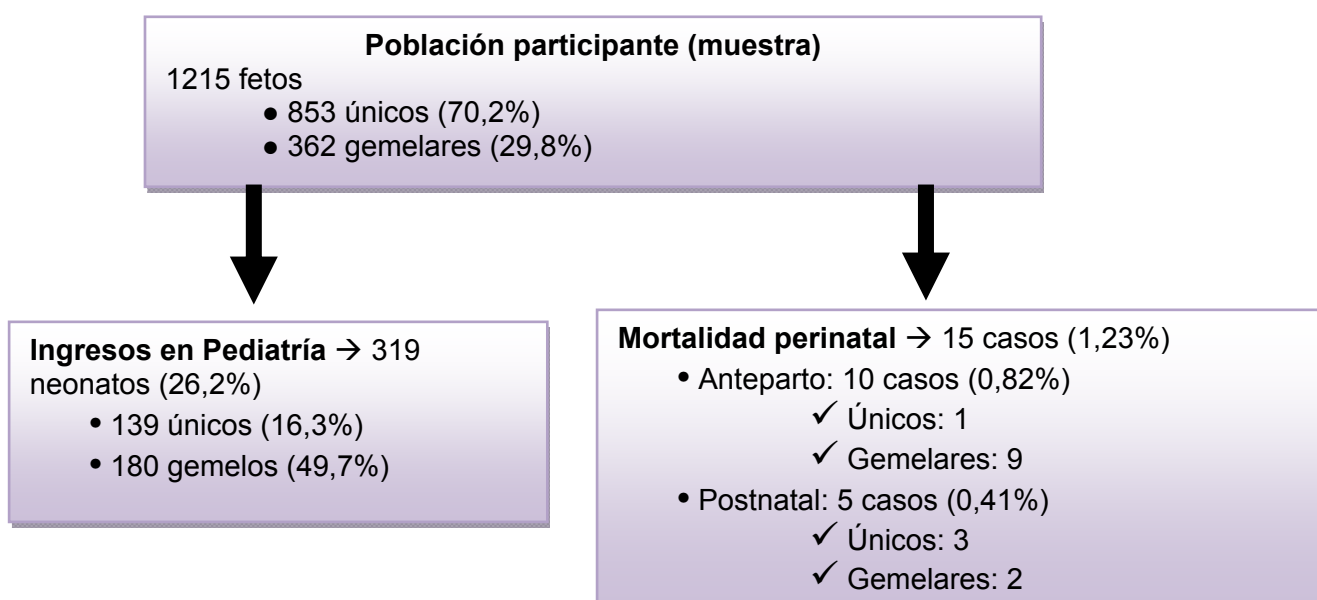 Población participante (muestra)
1215 fetos
● 853 únicos (70,2%)
● 362 gemelares (29,8%)
Ingresos en Pediatría → 319
neonatos (26,2%)
• 139 únicos (16,3%)
• 180 gemelos (49,7%)
Mortalidad perinatal → 15 casos (1,23%)
• Anteparto: 10 casos (0,82%)
✓ Únicos: 1
✓ Gemelares: 9
• Postnatal: 5 casos (0,41%)
✓ Únicos: 3
✓ Gemelares: 2